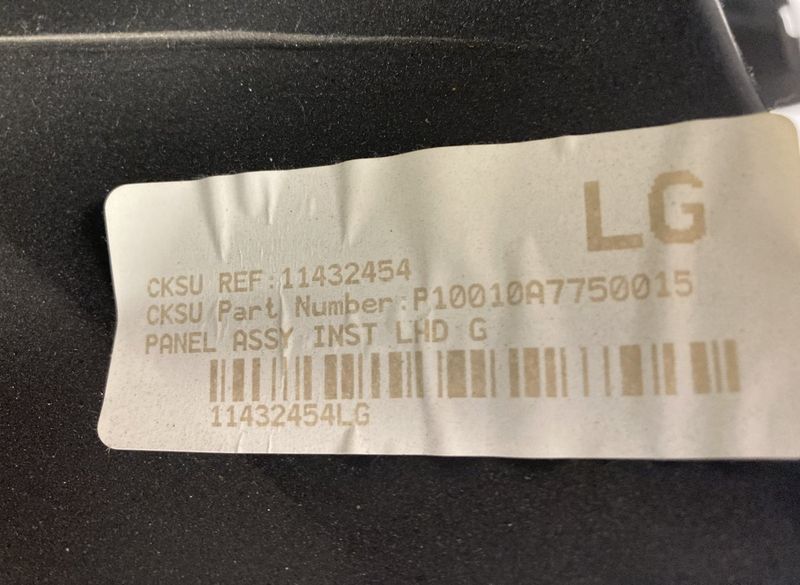 LG
CKSU REF:11432454
CKSU Part Number:P10010A7750015
PANEL ASSY INST LHD G
11432454LG